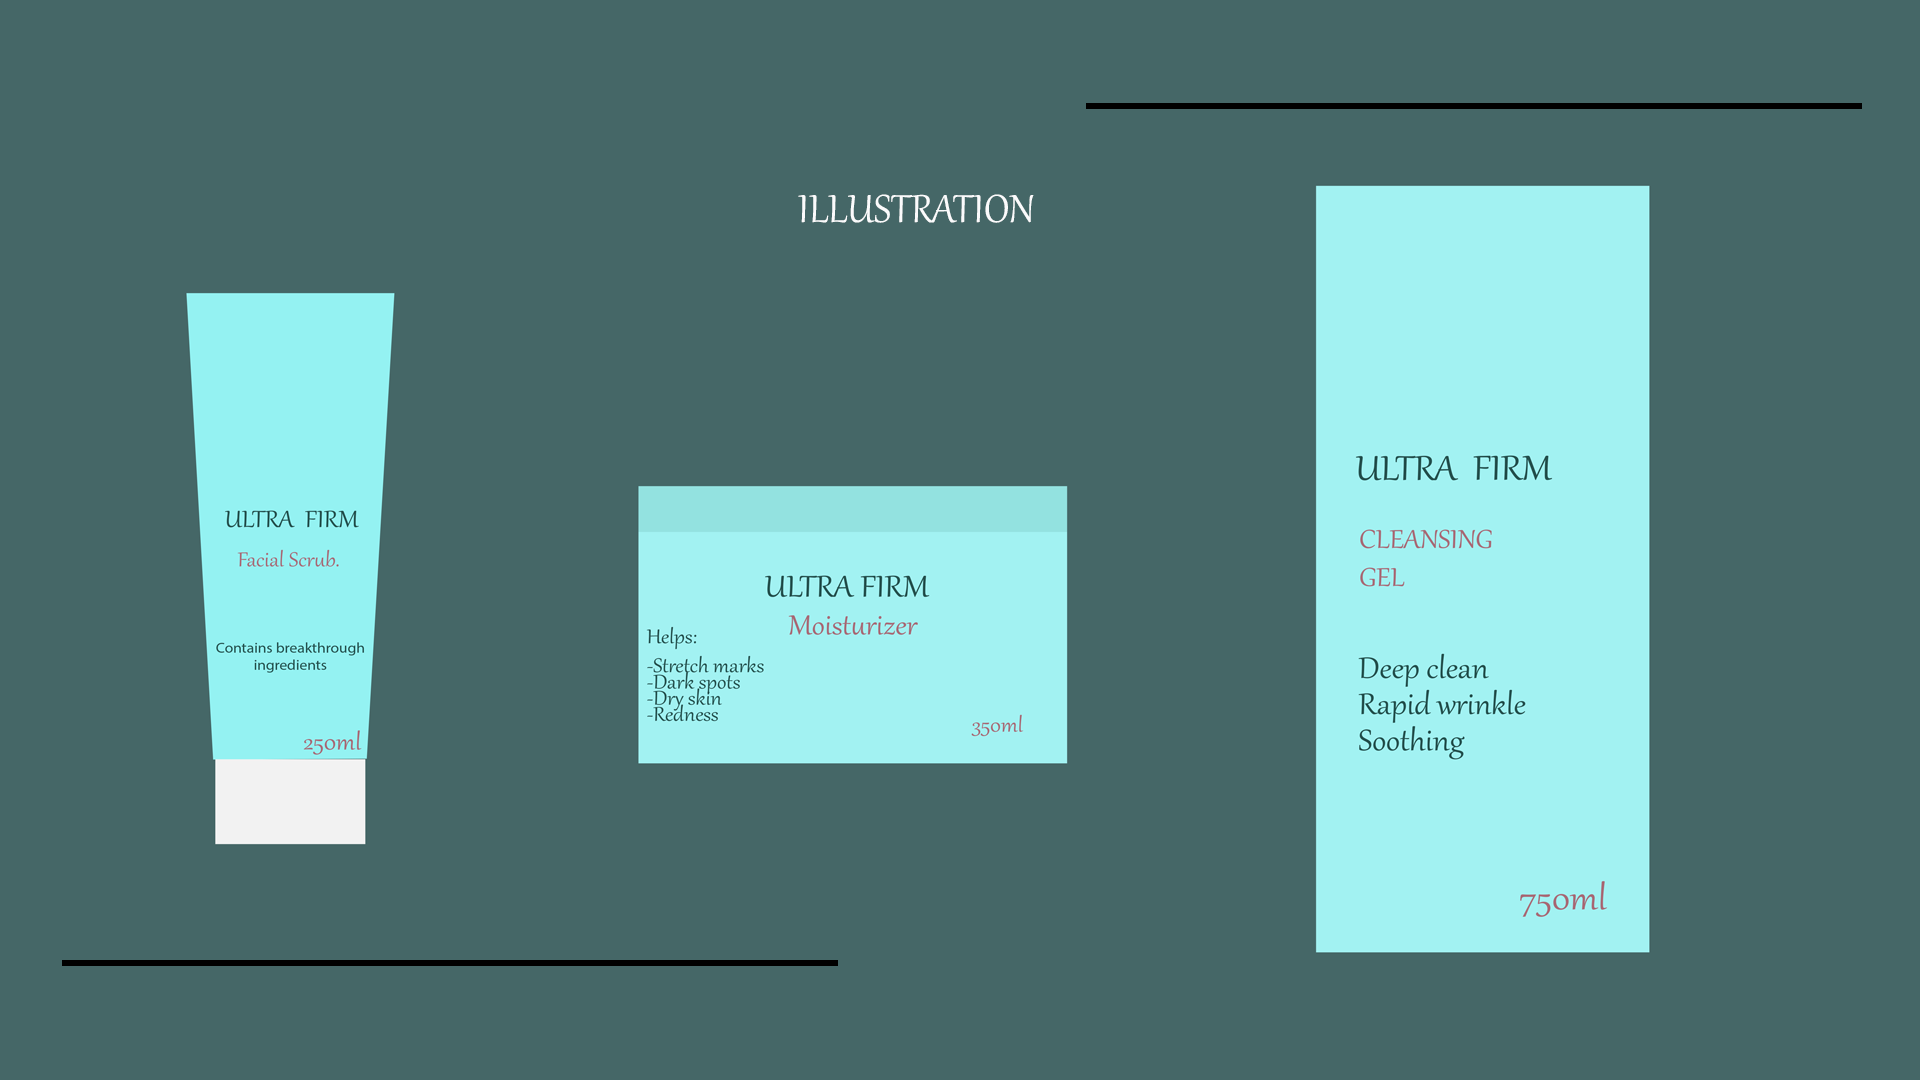 ILLUSTRATION
ULTRA FIRM
Facial Scrub.
Contains breakthrough
ingredients
250ml
ULTRA FIRM
Moisturizer
Helps:
-Stretch marks
-Dark spots
-Dry skin
-Redness
350ml
ULTRA FIRM
CLEANSING
GEL
Deep clean
Rapid wrinkle
Soothing
750ml